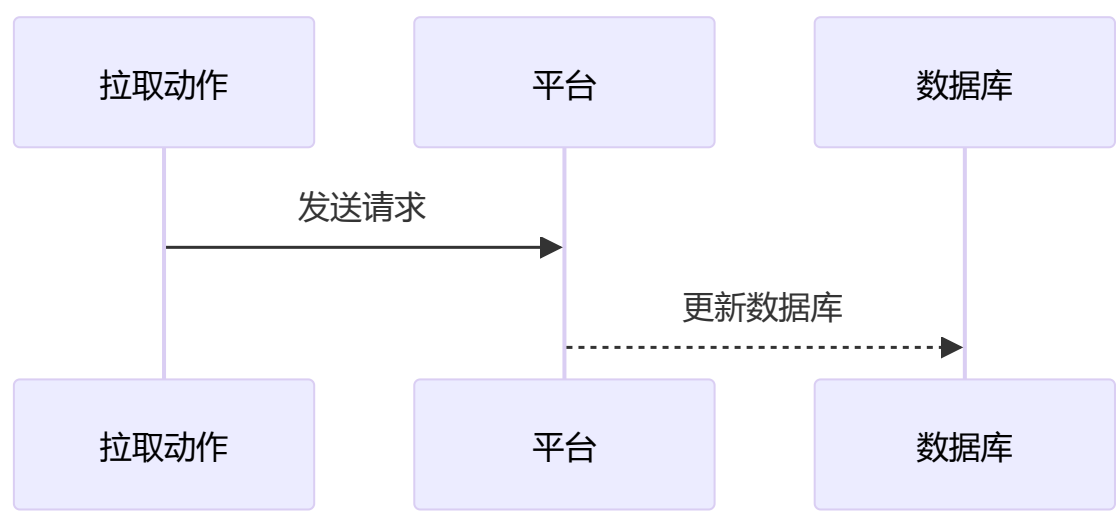 拉取动作
平台
数据库
发送请求
更新数据库
拉取动作
平台
数据库